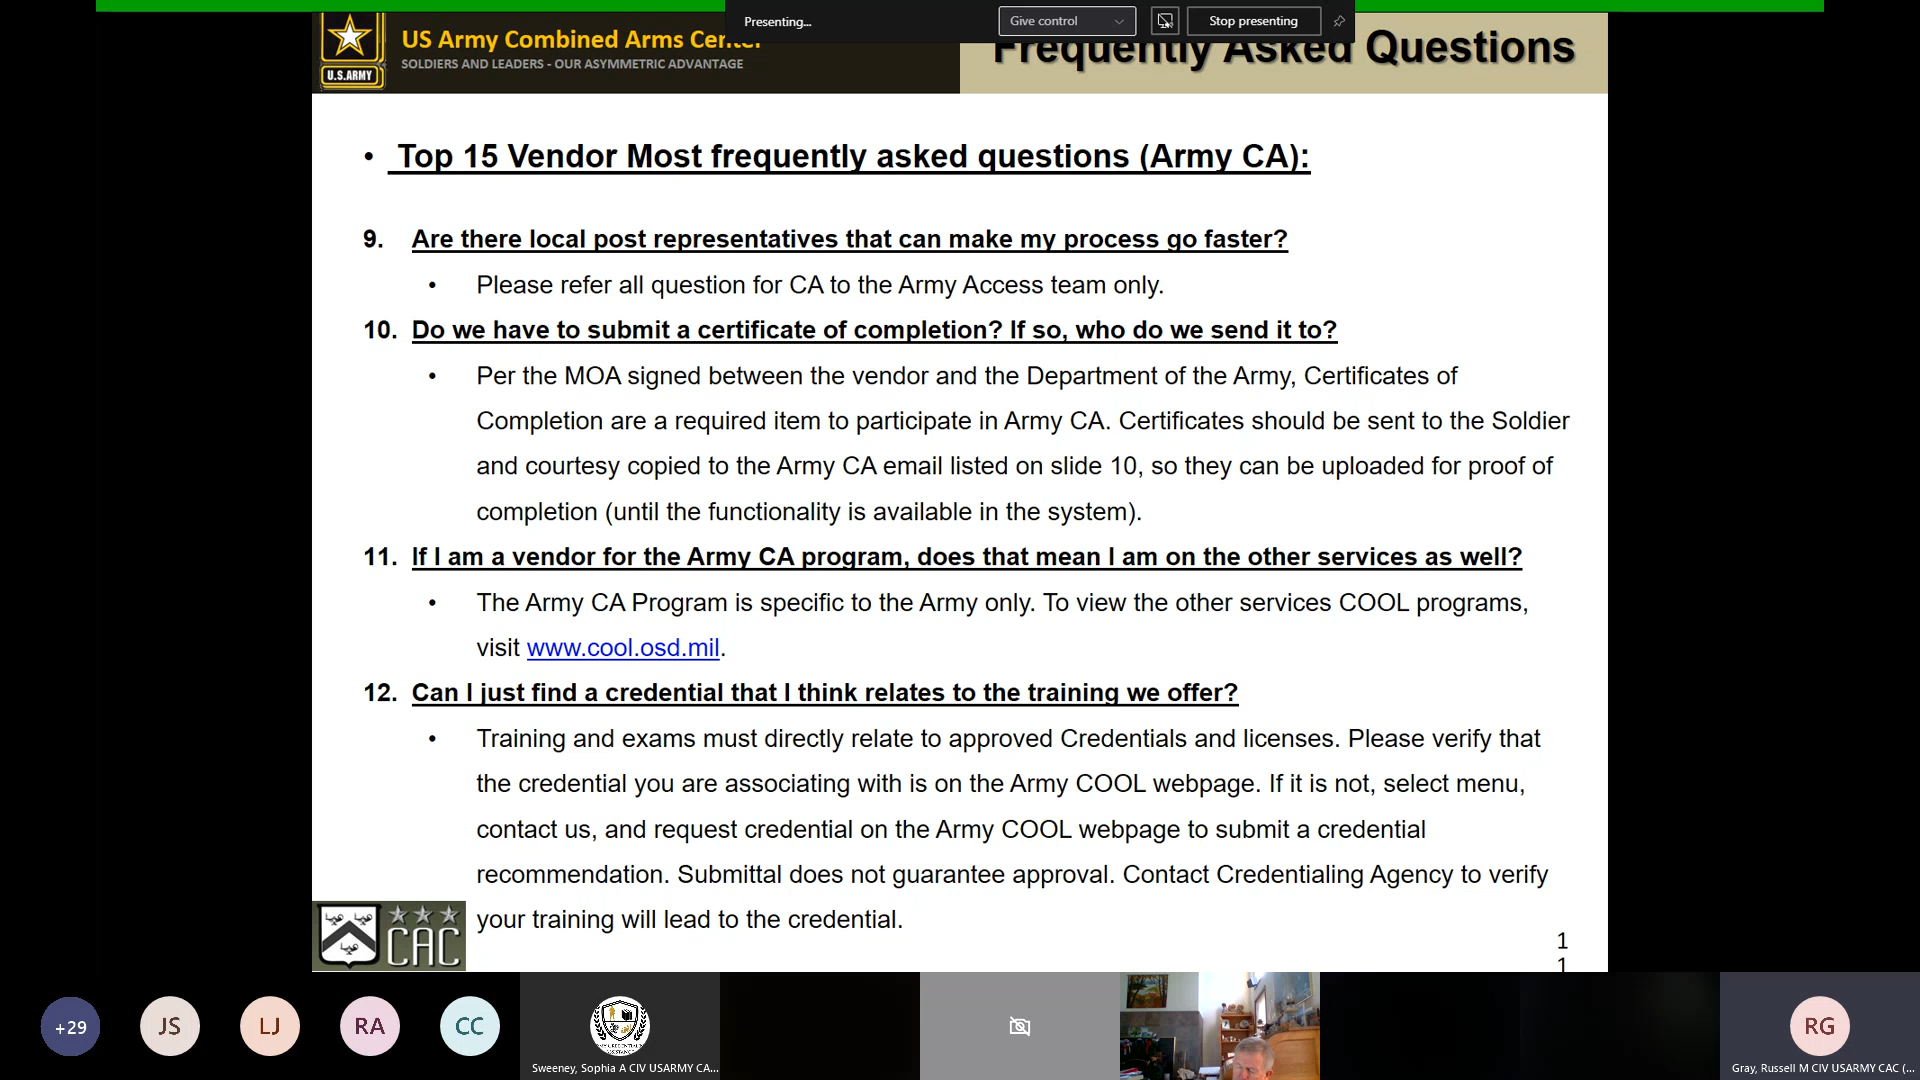 Presenting...
Give control
Stop presenting
U.S.ARMY
US Army Combined Arms Center
SOLDIERS AND LEADERS - OUR ASYMMETRIC ADVANTAGE
Frequently Asked Questions
• Top 15 Vendor Most frequently asked questions (Army CA):
9. Are there local post representatives that can make my process go faster?
• Please refer all question for CA to the Army Access team only.
10. Do we have to submit a certificate of completion? If so, who do we send it to?
• Per the MOA signed between the vendor and the Department of the Army, Certificates of
Completion are a required item to participate in Army CA. Certificates should be sent to the Soldier
and courtesy copied to the Army CA email listed on slide 10, so they can be uploaded for proof of
completion (until the functionality is available in the system).
11. If I am a vendor for the Army CA program, does that mean I am on the other services as well?
• The Army CA Program is specific to the Army only. To view the other services COOL programs,
visit www.cool.osd.mil.
12. Can I just find a credential that I think relates to the training we offer?
• Training and exams must directly relate to approved Credentials and licenses. Please verify that
the credential you are associating with is on the Army COOL webpage. If it is not, select menu,
contact us, and request credential on the Army COOL webpage to submit a credential
recommendation. Submittal does not guarantee approval. Contact Credentialing Agency to verify
your training will lead to the credential.
CAC
1
1
+29
JS
LJ
RA
CC
Sweeney, Sophia A CIV USARMY CA...
RG
Gray, Russell M CIV USARMY CAC (...